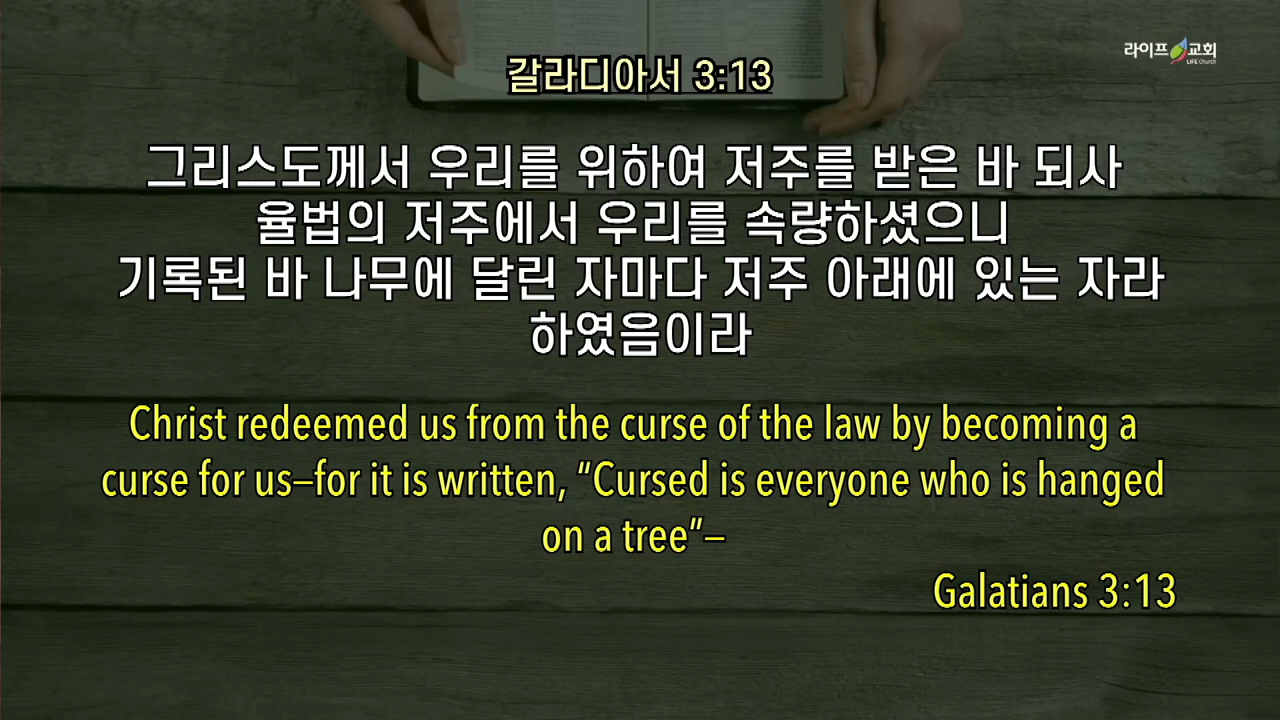 라이프교회
LIFE Church
갈라디아서 3:13
그리스도께서 우리를 위하여 저주를 받은 바 되사
율법의 저주에서 우리를 속량하셨으니
기록된 바 나무에 달린 자마다 저주 아래에 있는 자라
하였음이라
Christ redeemed us from the curse of the law by becoming a
curse for us—for it is written, “Cursed is everyone who is hanged
on a tree”—
Galatians 3:13